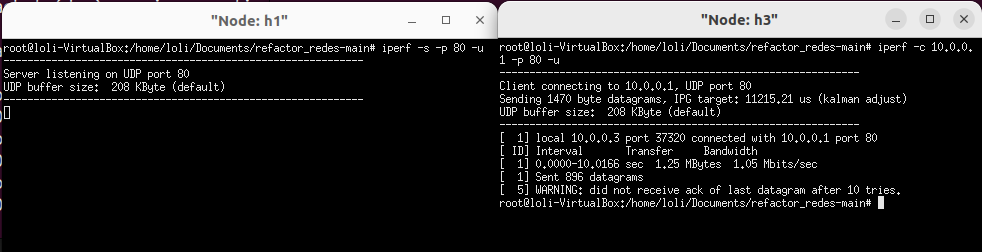 "Node: h1"
root@loli-VirtualBox:/home/loli/Documents/refactor_redes-main# iperf -s -p 80 -u
------------------------------------------------------------
Server listening on UDP port 80
UDP buffer size:  208 KByte (default)
------------------------------------------------------------
"Node: h3"
root@loli-VirtualBox:/home/loli/Documents/refactor_redes-main# iperf -c 10.0.0.
1 -p 80 -u
------------------------------------------------------------
Client connecting to 10.0.0.1, UDP port 80
Sending 1470 byte datagrams, IPG target: 11215.21 us (kalman adjust)
UDP buffer size:  208 KByte (default)
------------------------------------------------------------
[  1] local 10.0.0.3 port 37320 connected with 10.0.0.1 port 80
[ ID] Interval       Transfer     Bandwidth
[  1] 0.0000-10.0166 sec  1.25 MBytes  1.05 Mbits/sec
[  1] Sent 896 datagrams
[  5] WARNING: did not receive ack of last datagram after 10 tries.
root@loli-VirtualBox:/home/loli/Documents/refactor_redes-main#